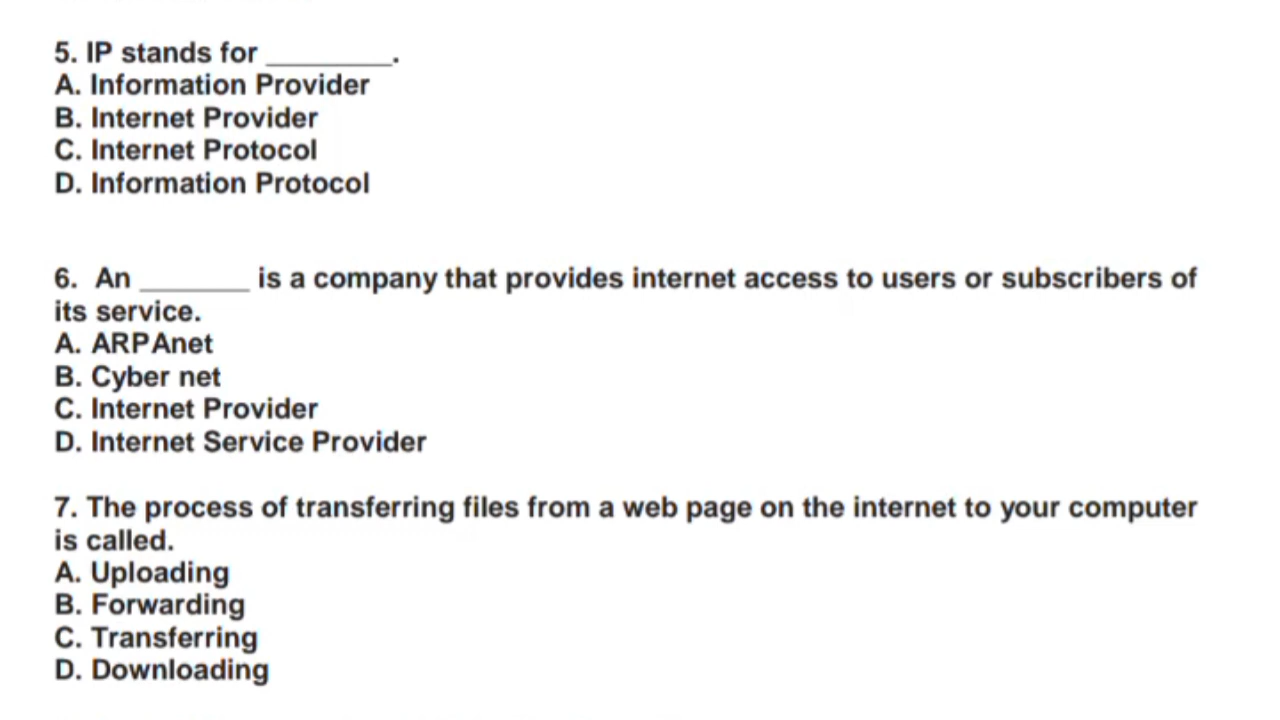 5. IP stands for ________.
A. Information Provider
B. Internet Provider
C. Internet Protocol
D. Information Protocol
6. An _______ is a company that provides internet access to users or subscribers of
its service.
A. ARPAnet
B. Cyber net
C. Internet Provider
D. Internet Service Provider
7. The process of transferring files from a web page on the internet to your computer
is called.
A. Uploading
B. Forwarding
C. Transferring
D. Downloading